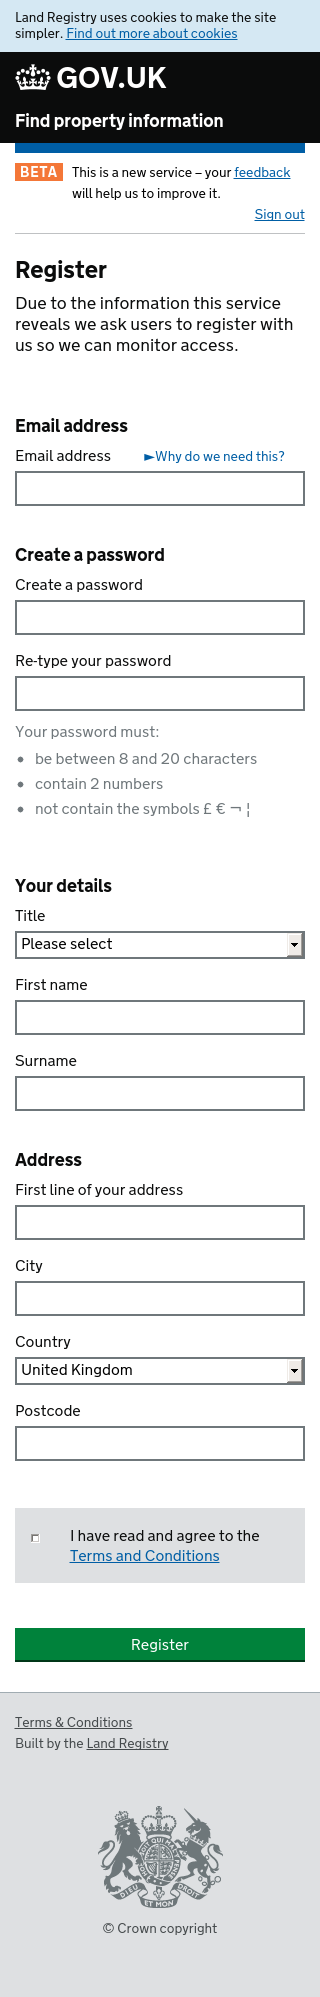 Land Registry uses cookies to make the site
simpler. Find out more about cookies
GOV.UK
Find property information
BETA This is a new service – your feedback
will help us to improve it.
Sign out
Register
Due to the information this service
reveals we ask users to register with
us so we can monitor access.
Email address
Email address ►Why do we need this?
Create a password
Create a password
Re-type your password
Your password must:
• be between 8 and 20 characters
• contain 2 numbers
• not contain the symbols £ € ¬ ¦
Your details
Title
Please select
First name
Surname
Address
First line of your address
City
Country
United Kingdom
Postcode
I have read and agree to the
Terms and Conditions
Register
Terms & Conditions
Built by the Land Registry
DIEU ET MON DROIT
© Crown copyright